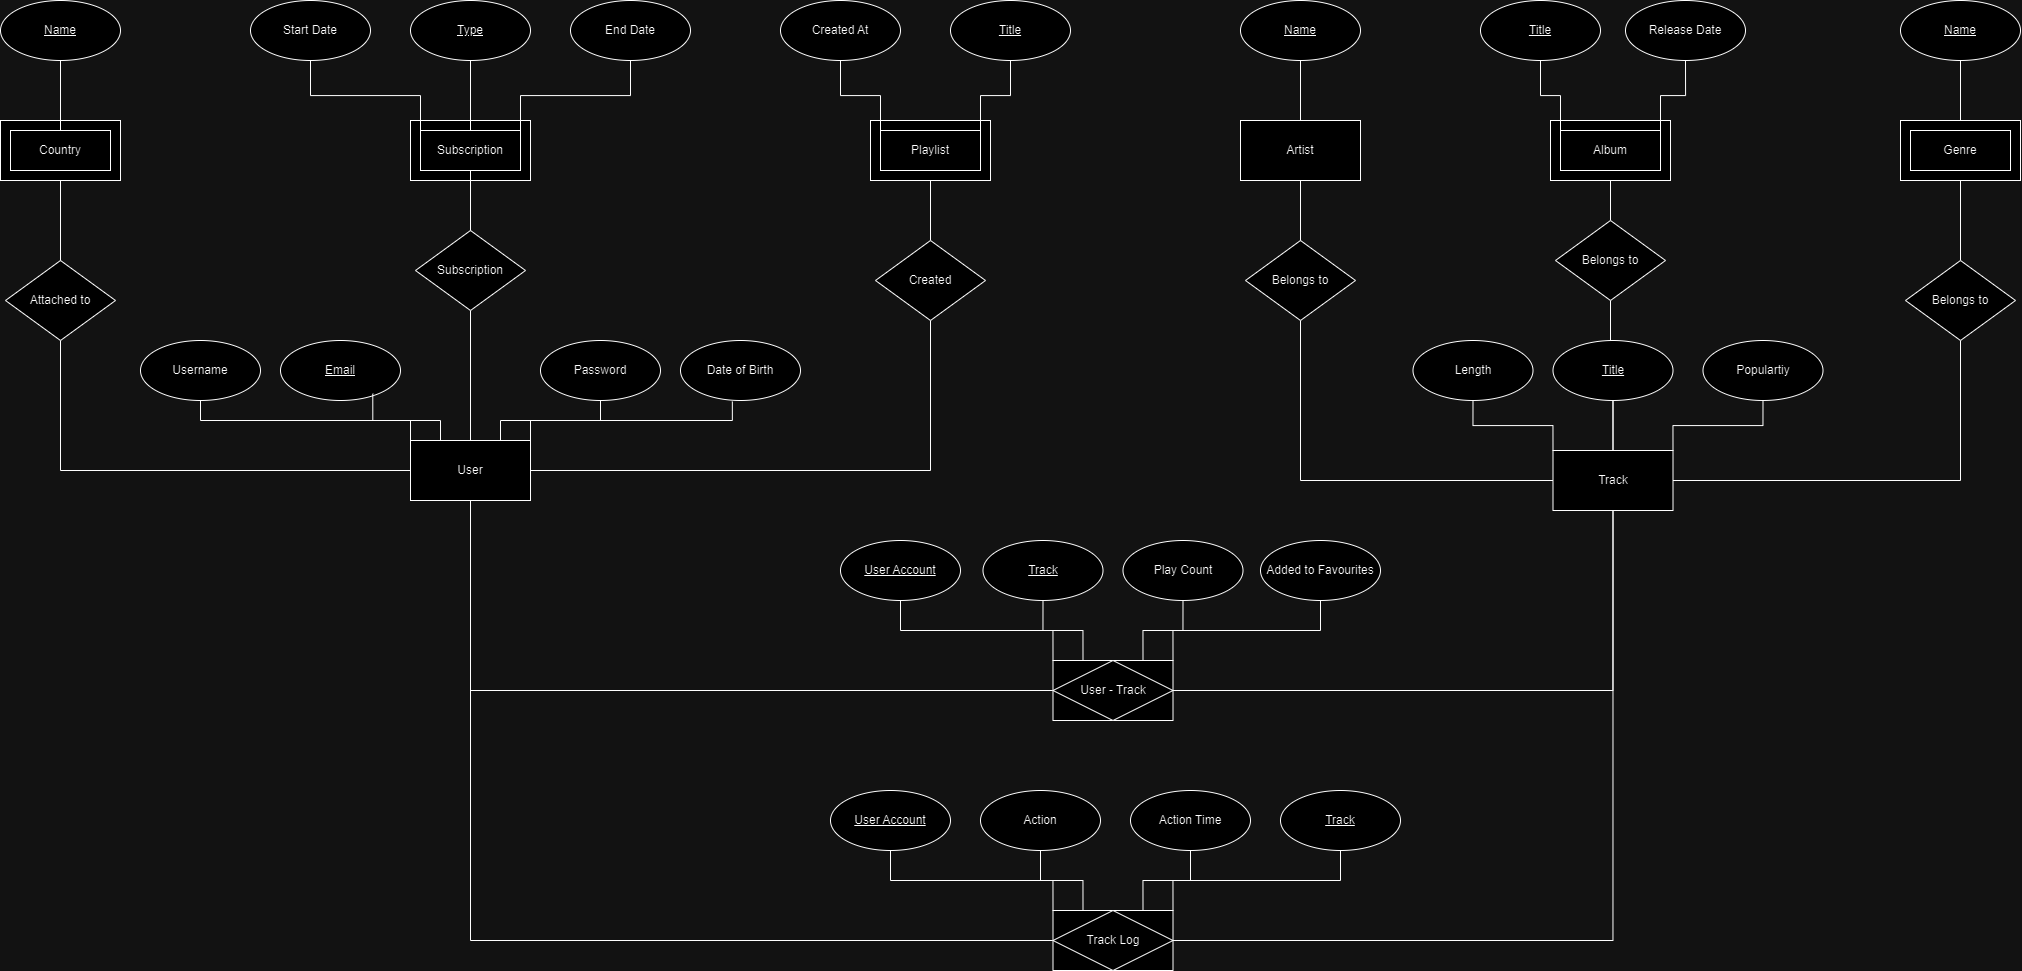 Name
Start Date
Type
End Date
Created At
Title
Name
Title
Release Date
Name
Country
Subscription
Playlist
Artist
Album
Genre
Attached to
Subscription
Created
Belongs to
Belongs to
Belongs to
Username
Email
Password
Date of Birth
Length
Title
Populartiy
User
Track
User Account
Track
Play Count
Added to Favourites
User - Track
User Account
Action
Action Time
Track
Track Log